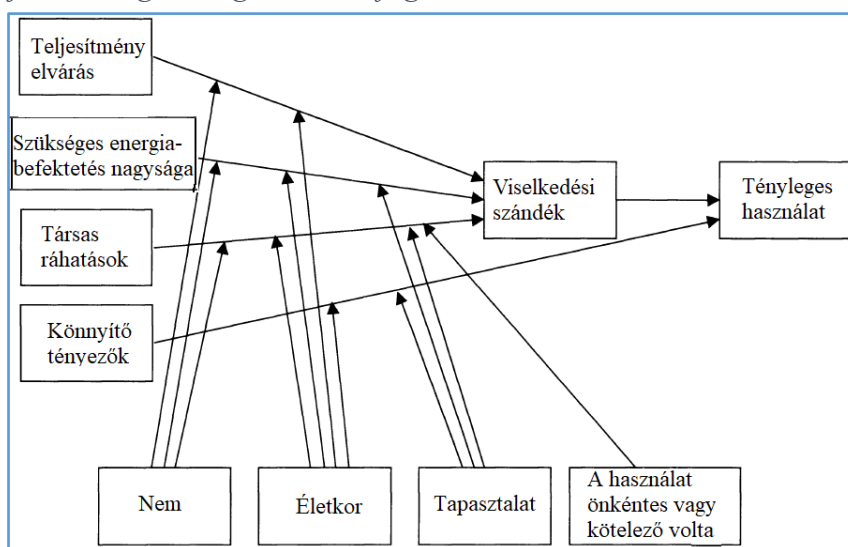 Teljesítmény
elvárás
Szükséges energia-
befektetés nagysága
Társas
ráhatások
Könnyítő
tényezők
Viselkedési
szándék
Tényleges
használat
Nem
Életkor
Tapasztalat
A használat
önkéntes vagy
kötelező volta